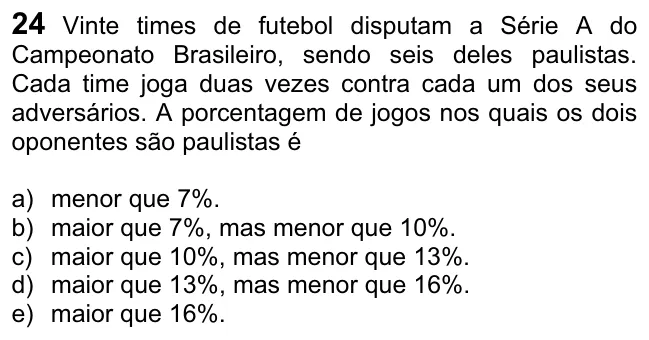 24 Vinte times de futebol disputam a Série A do
Campeonato Brasileiro, sendo seis deles paulistas.
Cada time joga duas vezes contra cada um dos seus
adversários. A porcentagem de jogos nos quais os dois
oponentes são paulistas é
a) menor que 7%.
b) maior que 7%, mas menor que 10%.
c) maior que 10%, mas menor que 13%.
d) maior que 13%, mas menor que 16%.
e) maior que 16%.